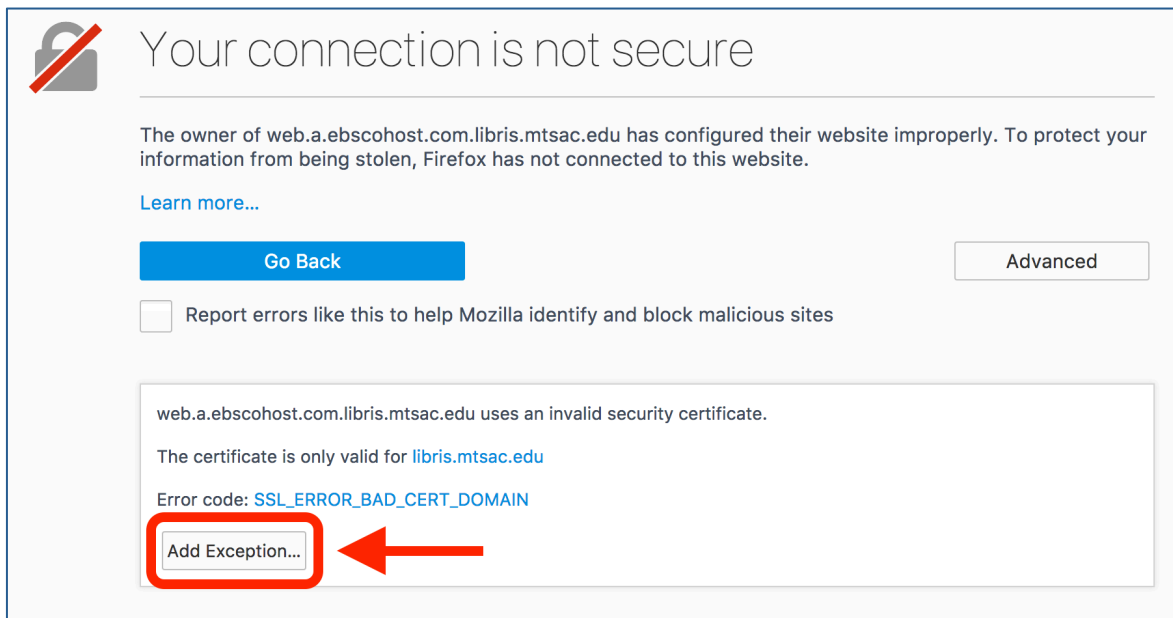 Your connection is not secure
The owner of web.a.ebscohost.com.libris.mtsac.edu has configured their website improperly. To protect your
information from being stolen, Firefox has not connected to this website.
Learn more...
Go Back
Advanced
Report errors like this to help Mozilla identify and block malicious sites
web.a.ebscohost.com.libris.mtsac.edu uses an invalid security certificate.
The certificate is only valid for libris.mtsac.edu
Error code: SSL_ERROR_BAD_CERT_DOMAIN
Add Exception...